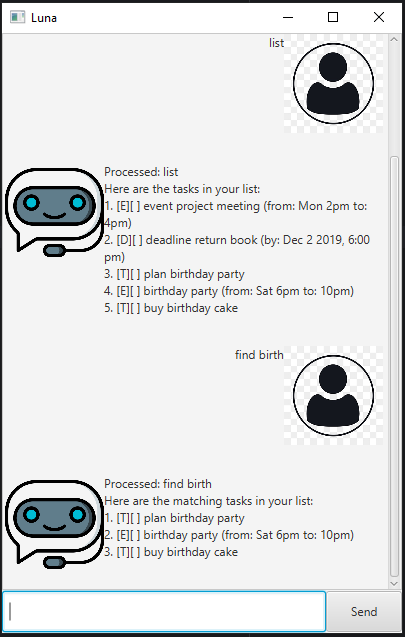 Luna
list
Processed: list
Here are the tasks in your list:
1. [E][ ] event project meeting (from: Mon 2pm to:
4pm)
2. [D][ ] deadline return book (by: Dec 2 2019, 6:00
pm)
3. [T][ ] plan birthday party
4. [E][ ] birthday party (from: Sat 6pm to: 10pm)
5. [T][ ] buy birthday cake
find birth
Processed: find birth
Here are the matching tasks in your list:
1. [T][ ] plan birthday party
2. [E][ ] birthday party (from: Sat 6pm to: 10pm)
3. [T][ ] buy birthday cake
Send